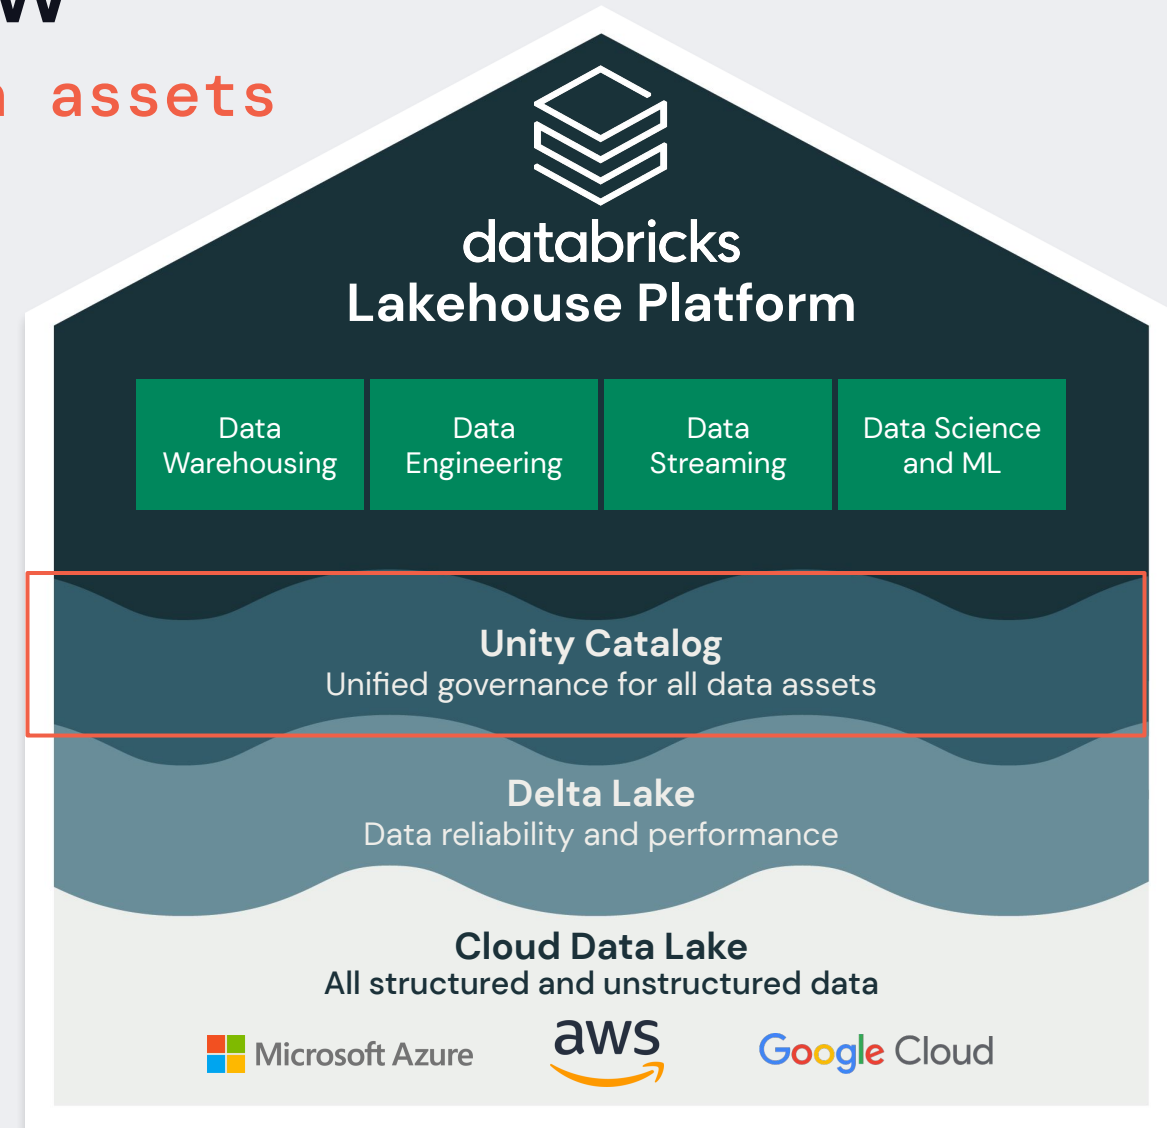 assets
databricks
Lakehouse Platform
Data
Warehousing
Data
Engineering
Data
Streaming
Data Science
and ML
Unity Catalog
Unified governance for all data assets
Delta Lake
Data reliability and performance
Cloud Data Lake
All structured and unstructured data
Microsoft Azure
aws
Google Cloud